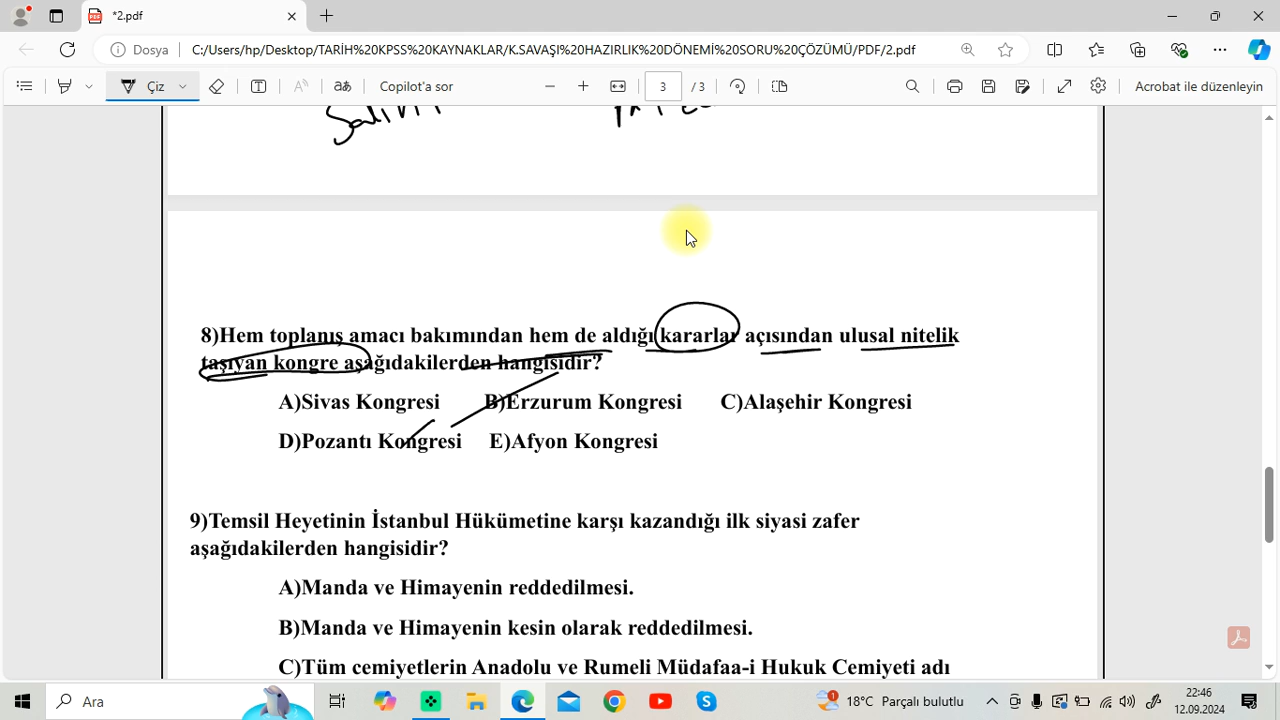 *2.pdf
Dosya
C:/Users/hp/Desktop/TARİH%20KPSS%20KAYNAKLAR/K.SAVAŞI%20HAZIRLIK%20DÖNEMİ%20SORU%20ÇÖZÜMÜ/PDF/2.pdf
Çiz
Copilot'a sor
3 / 3
Acrobat ile düzenleyin
8)Hem toplanış amacı bakımından hem de aldığı kararlar açısından ulusal nitelik
taşıyan kongre aşağıdakilerden hangisidir?
A)Sivas Kongresi B)Erzurum Kongresi C)Alaşehir Kongresi
D)Pozantı Kongresi E)Afyon Kongresi
9)Temsil Heyetinin İstanbul Hükümetine karşı kazandığı ilk siyasi zafer
aşağıdakilerden hangisidir?
A)Manda ve Himayenin reddedilmesi.
B)Manda ve Himayenin kesin olarak reddedilmesi.
C)Tüm cemiyetlerin Anadolu ve Rumeli Müdafaa-i Hukuk Cemiyeti adı
Ara
18°C Parçalı bulutlu
22:46
12.09.2024